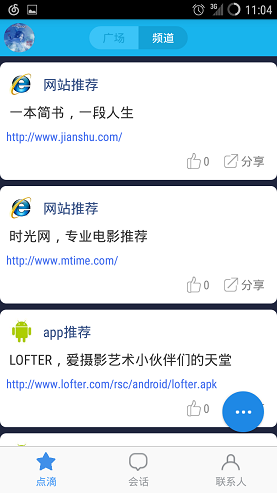 3G 11:04
广场 频道
网站推荐
一本简书，一段人生
http://www.jianshu.com/
0 分享
网站推荐
时光网，专业电影推荐
http://www.mtime.com/
0 分享
app推荐
LOFTER，爱摄影艺术小伙伴们的天堂
http://www.lofter.com/rsc/android/lofter.apk
0
点滴 会话 联系人